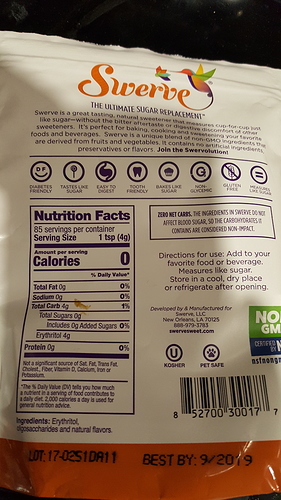 Swerve
THE ULTIMATE SUGAR REPLACEMENT™
Swerve is a great tasting, natural sweetener that measures cup-for-cup just
like sugar—without the bitter aftertaste or digestive discomfort of other
sweeteners. It's perfect for baking, cooking and sweetening your favorite
foods and beverages. Swerve is a unique blend of non-GMO ingredients that
are derived from fruits and vegetables. It contains no artificial ingredients,
preservatives or flavors. Join the Swervolution!
DIABETES
FRIENDLY
TASTES LIKE
SUGAR
EASY TO
DIGEST
TOOTH
FRIENDLY
BAKES LIKE
SUGAR
NON-
GLYCEMIC
GLUTEN
FREE
MEASURES
LIKE SUGAR
Nutrition Facts
85 servings per container
Serving Size 1 tsp (4g)
Amount per serving
Calories 0
% Daily Value*
Total Fat 0g 0%
Sodium 0g 0%
Total Carb 4g 1%
Total Sugars 0g
Includes 0g Added Sugars 0%
Erythritol 4g
Protein 0g 0%
Not a significant source of Sat. Fat, Trans Fat,
Cholest., Fiber, Vitamin D, Calcium, Iron or
Potassium.
*The % Daily Value (DV) tells you how much
a nutrient in a serving of food contributes to
a daily diet. 2,000 calories a day is used for
general nutrition advice.
Ingredients: Erythritol,
oligosaccharides and natural flavors.
ZERO NET CARBS. THE INGREDIENTS IN SWERVE DO NOT
AFFECT BLOOD SUGAR, SO THE CARBOHYDRATES IT
CONTAINS ARE CONSIDERED NON-IMPACT.
Directions for use: Add to your
favorite food or beverage.
Measures like sugar.
Store in a cool, dry place
or refrigerate after opening.
Developed by & Manufactured for
Swerve, LLC
New Orleans, LA 70125
886-979-3783
swervesweet.com
U
KOSHER
PET SAFE
NO
GM
CERTIFIED
BY
N
nsfnongm
8 52700 30017 7
LOT:17-0251DA11 BEST BY: 9/2019